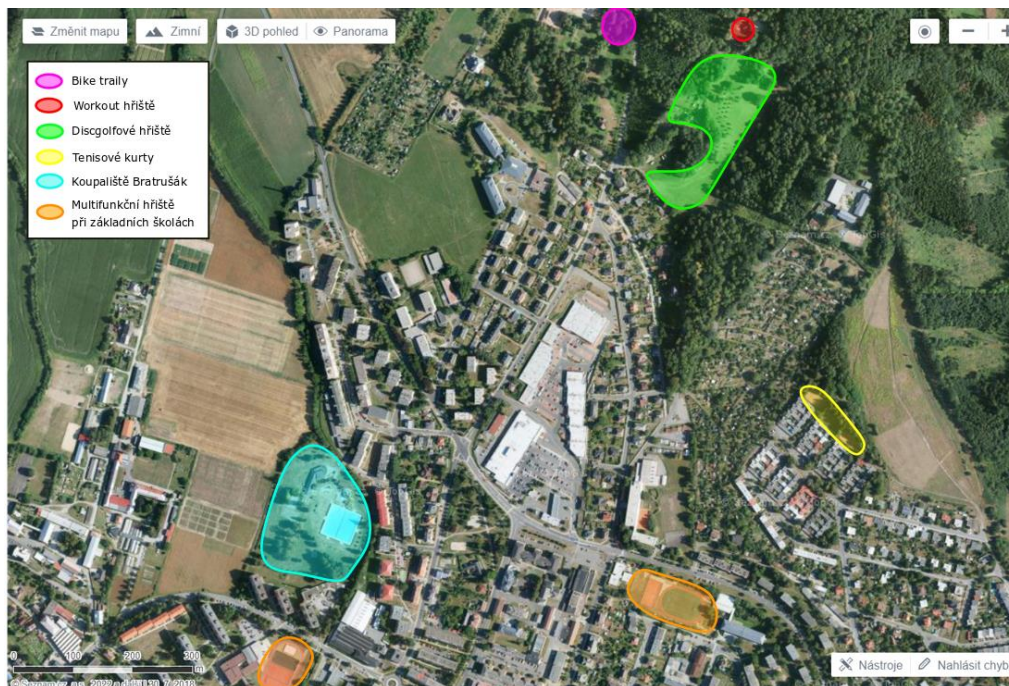 Změnit mapu
Zimní
3D pohled
Panorama
Bike traily
Workout hřiště
Discgolfové hřiště
Tenisové kurty
Koupaliště Bratrušák
Multifunkční hřiště
při základních školách
0 100 200 300
m
Nástroje
Nahlásit chyb